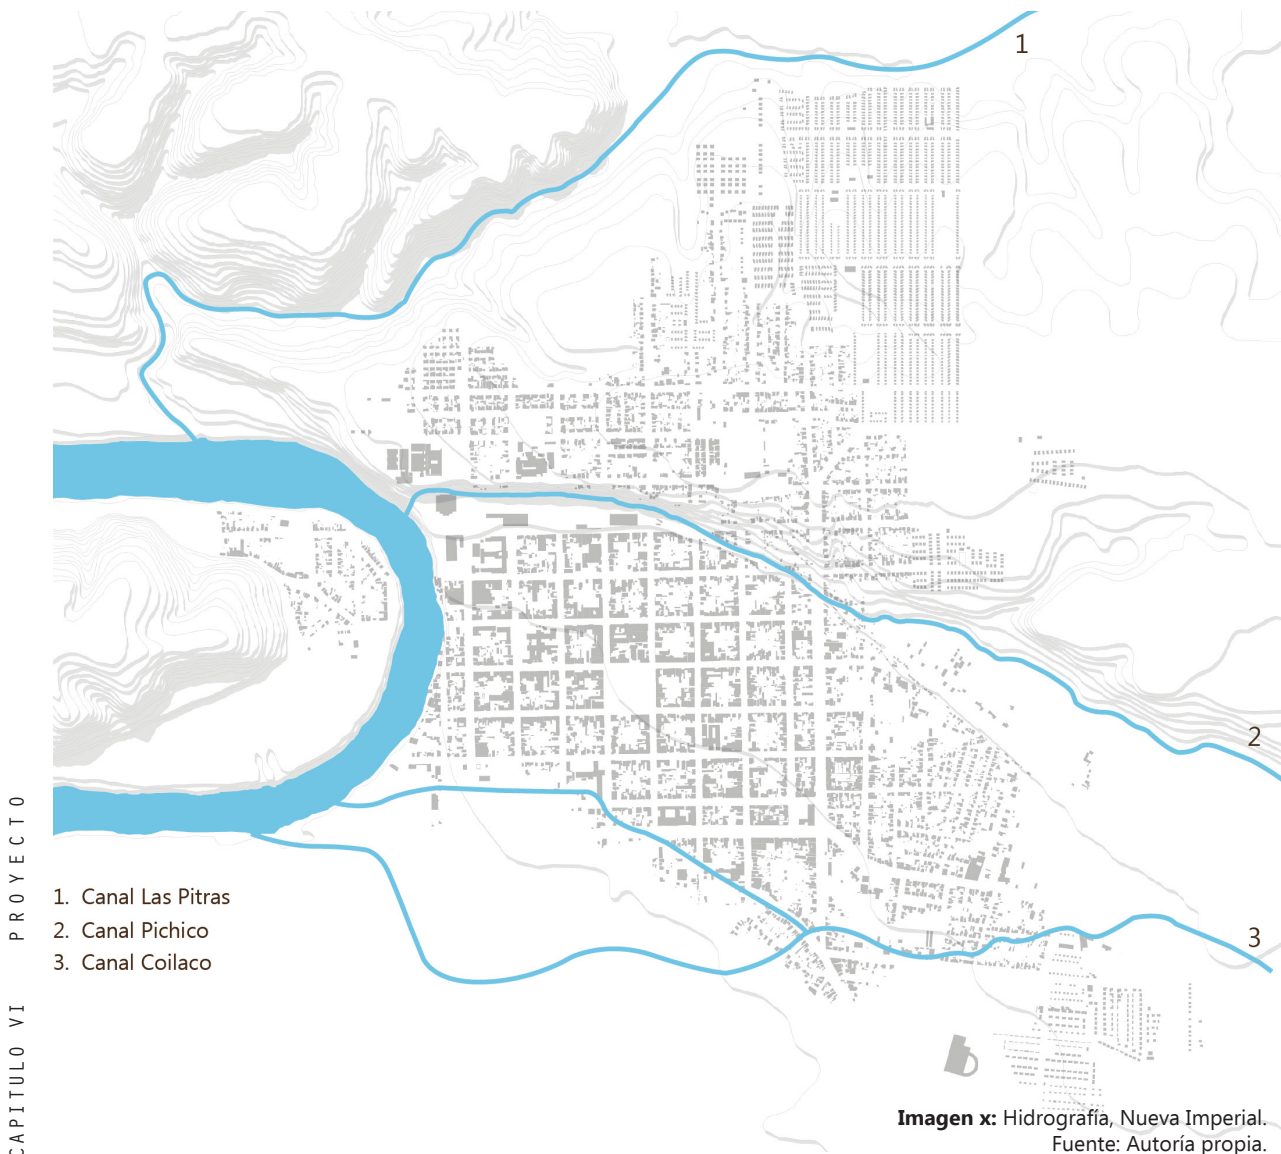 1
2
3
1. Canal Las Pitras
2. Canal Pichico
3. Canal Coilaco
CAPITULO VI PROYECTO
Imagen x: Hidrografía, Nueva Imperial.
Fuente: Autoría propia.